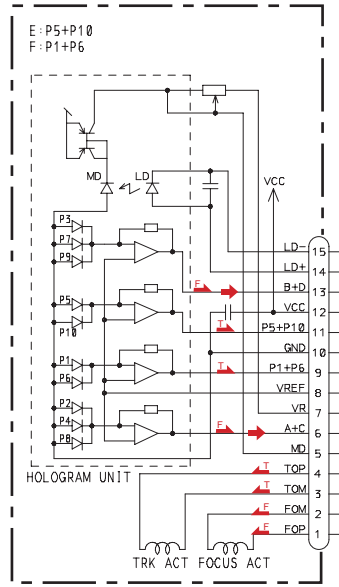 E:P5+P10
F:P1+P6
MD
LD
VCC
P3
P7
P9
P5
P10
P1
P6
P2
P4
P8
LD- 15
LD+ 14
F B+D 13
VCC 12
T P5+P10 11
GND 10
T P1+P6 9
VREF 8
VR 7
F A+C 6
MD 5
T TOP 4
T TOM 3
F FOM 2
F FOP 1
HOLOGRAM UNIT
TRK ACT FOCUS ACT